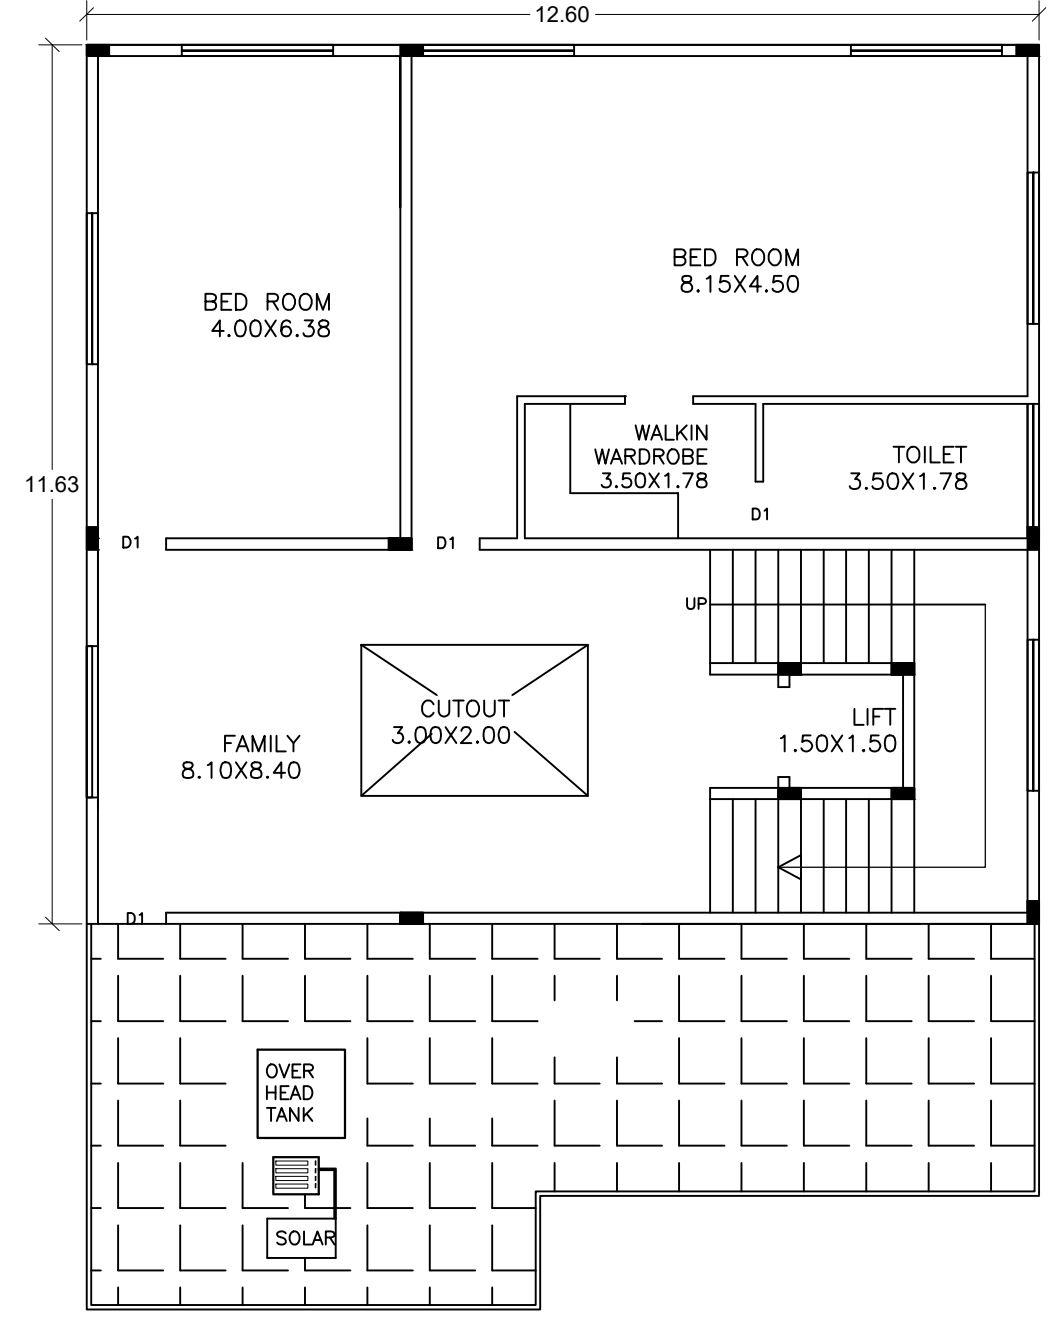 12.60
BED ROOM
8.15X4.50
BED ROOM
4.00X6.38
WALKIN
WARDROBE
3.50X1.78
TOILET
3.50X1.78
11.63
D1
D1
D1
UP
CUTOUT
3.00X2.00
LIFT
1.50X1.50
FAMILY
8.10X8.40
D1
OVER
HEAD
TANK
SOLAR